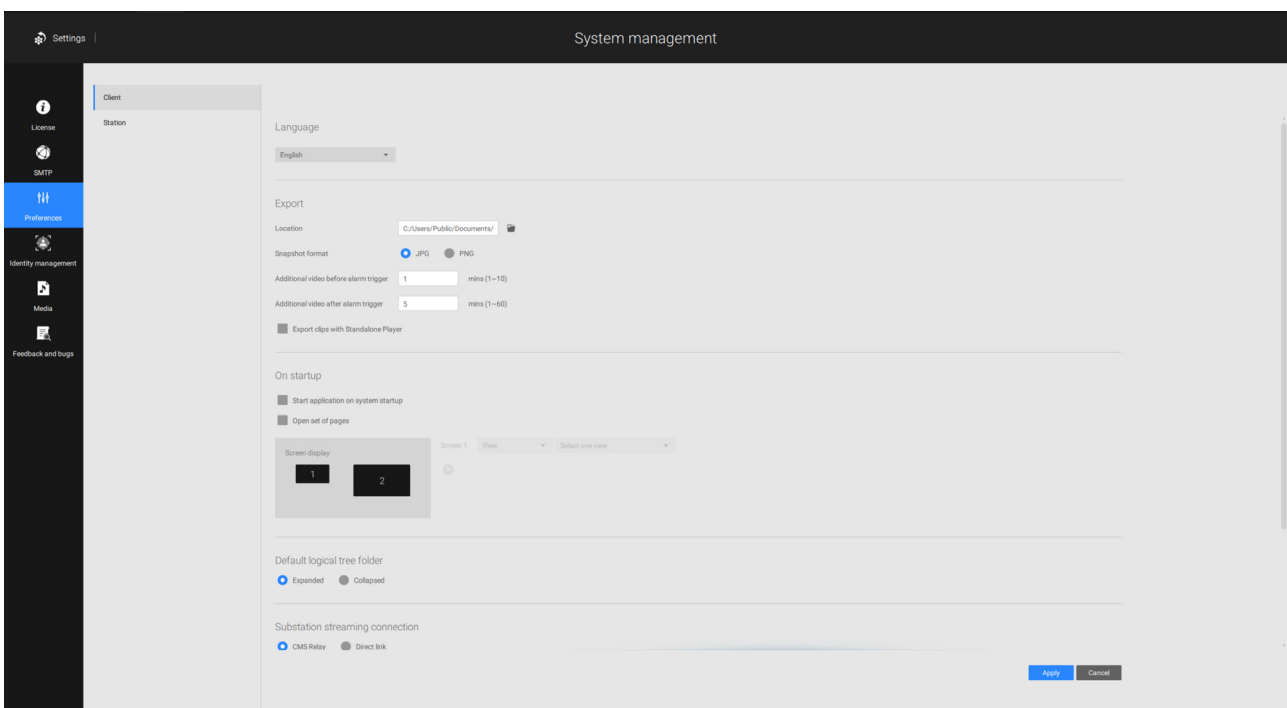 Settings
System management
License
SMTP
Preferences
Identity management
Media
Feedback and bugs
Client
Station
Language
English
Export
Location C:/Users/Public/Documents/
Snapshot format JPG PNG
Additional video before alarm trigger 1 mins (1~10)
Additional video after alarm trigger 5 mins (1~60)
Export clips with Standalone Player
On startup
Start application on system startup
Open set of pages
Screen display
1
2
Screen 1 View Select one view
Default logical tree folder
Expanded Collapsed
Substation streaming connection
CMS Relay Direct link
Apply Cancel